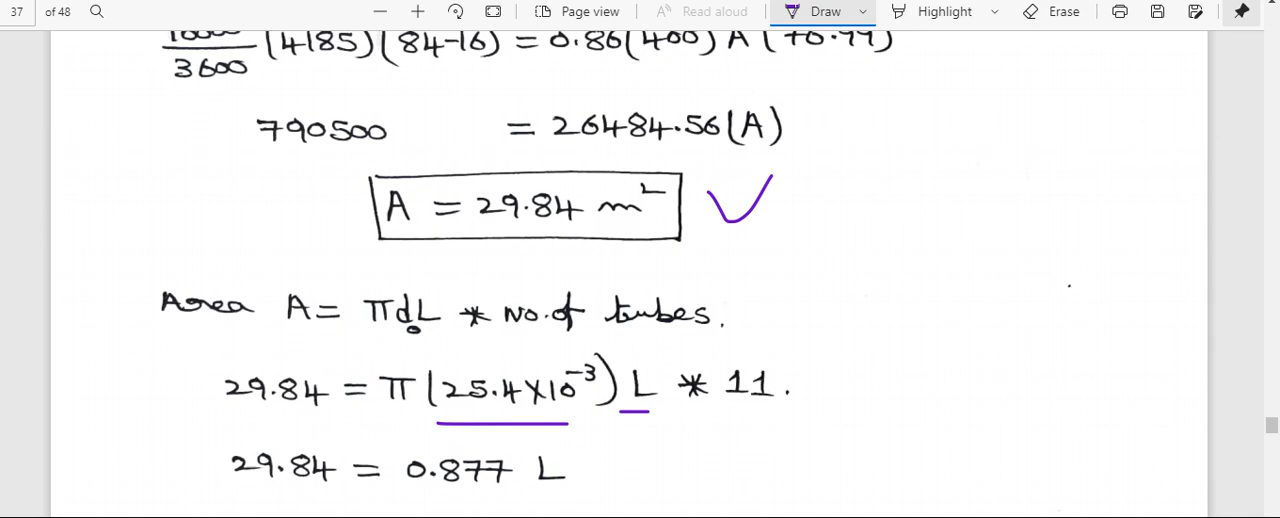 37 of 48 Page view Read aloud Draw Highlight Erase
10000/3600 (4185)(84-16) = 0.86(400) A (76.99)
790500 = 26484.56(A)
A = 29.84 m²
Area A = πd₀L * No.of tubes.
29.84 = π(25.4×10⁻³) L * 11.
29.84 = 0.877 L